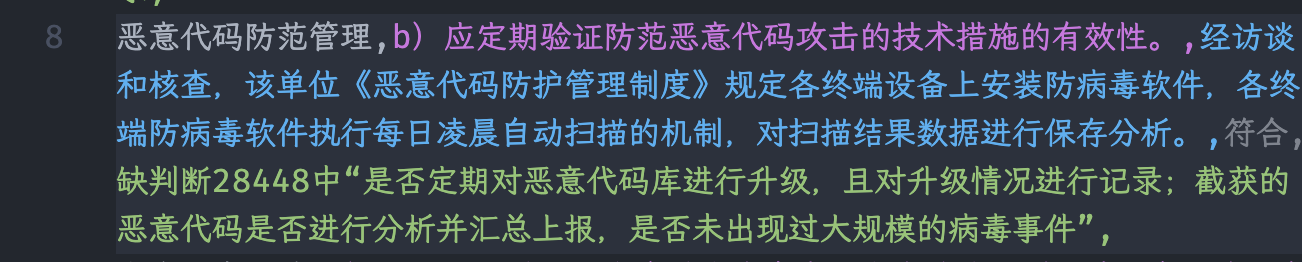 8 恶意代码防范管理,b) 应定期验证防范恶意代码攻击的技术措施的有效性。,经访谈
和核查，该单位《恶意代码防护管理制度》规定各终端设备上安装防病毒软件，各终
端防病毒软件执行每日凌晨自动扫描的机制，对扫描结果数据进行保存分析。,符合,
缺判断28448中“是否定期对恶意代码库进行升级，且对升级情况进行记录；截获的
恶意代码是否进行分析并汇总上报，是否未出现过大规模的病毒事件”,